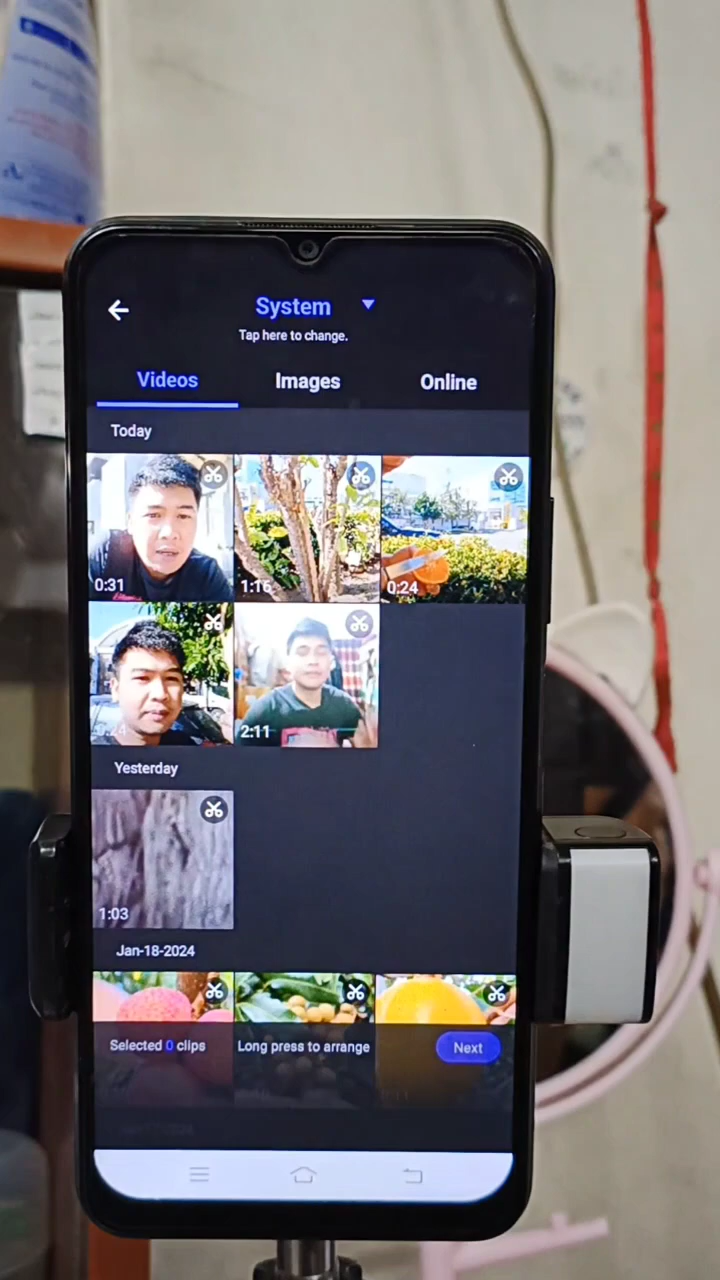 System
Tap here to change.
Videos Images Online
Today
0:31 1:16 0:24
2:11
Yesterday
1:03
Jan-18-2024
Selected 0 clips Long press to arrange Next